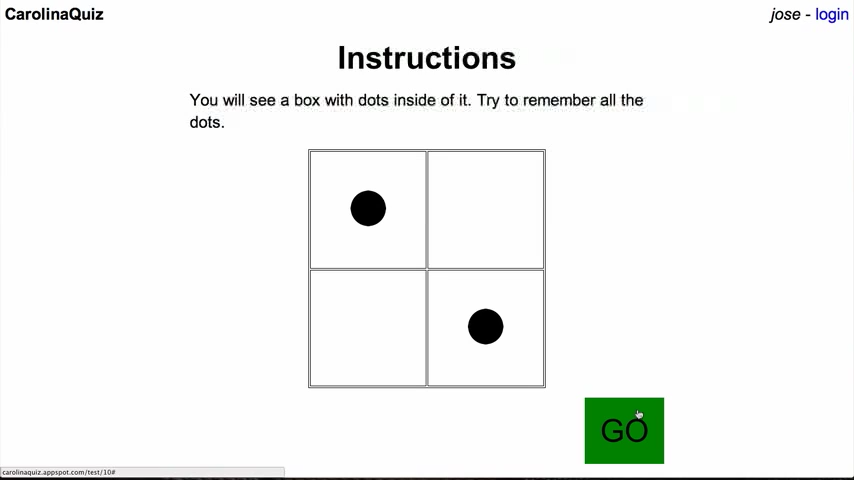 CarolinaQuiz
jose - login
Instructions
You will see a box with dots inside of it. Try to remember all the
dots.
GO
carolinaquiz.appspot.com/test/10#